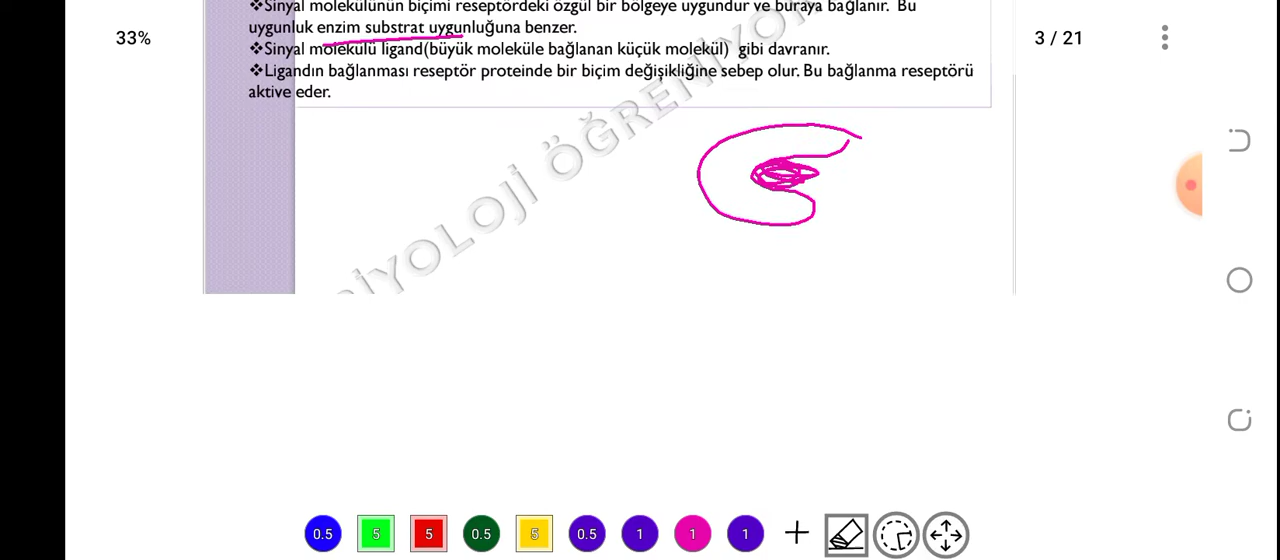 ❖Sinyal molekülünün biçimi reseptördeki özgül bir bölgeye uygundur ve buraya bağlanır. Bu
uygunluk enzim substrat uygunluğuna benzer.
33%
3 / 21
❖Sinyal molekülü ligand(büyük moleküle bağlanan küçük molekül) gibi davranır.
❖Ligandın bağlanması reseptör proteinde bir biçim değişikliğine sebep olur. Bu bağlanma reseptörü
aktive eder.
BİYOLOJİ ÖĞRENİYOR
0.5 5 5 0.5 5 0.5 1 1 1